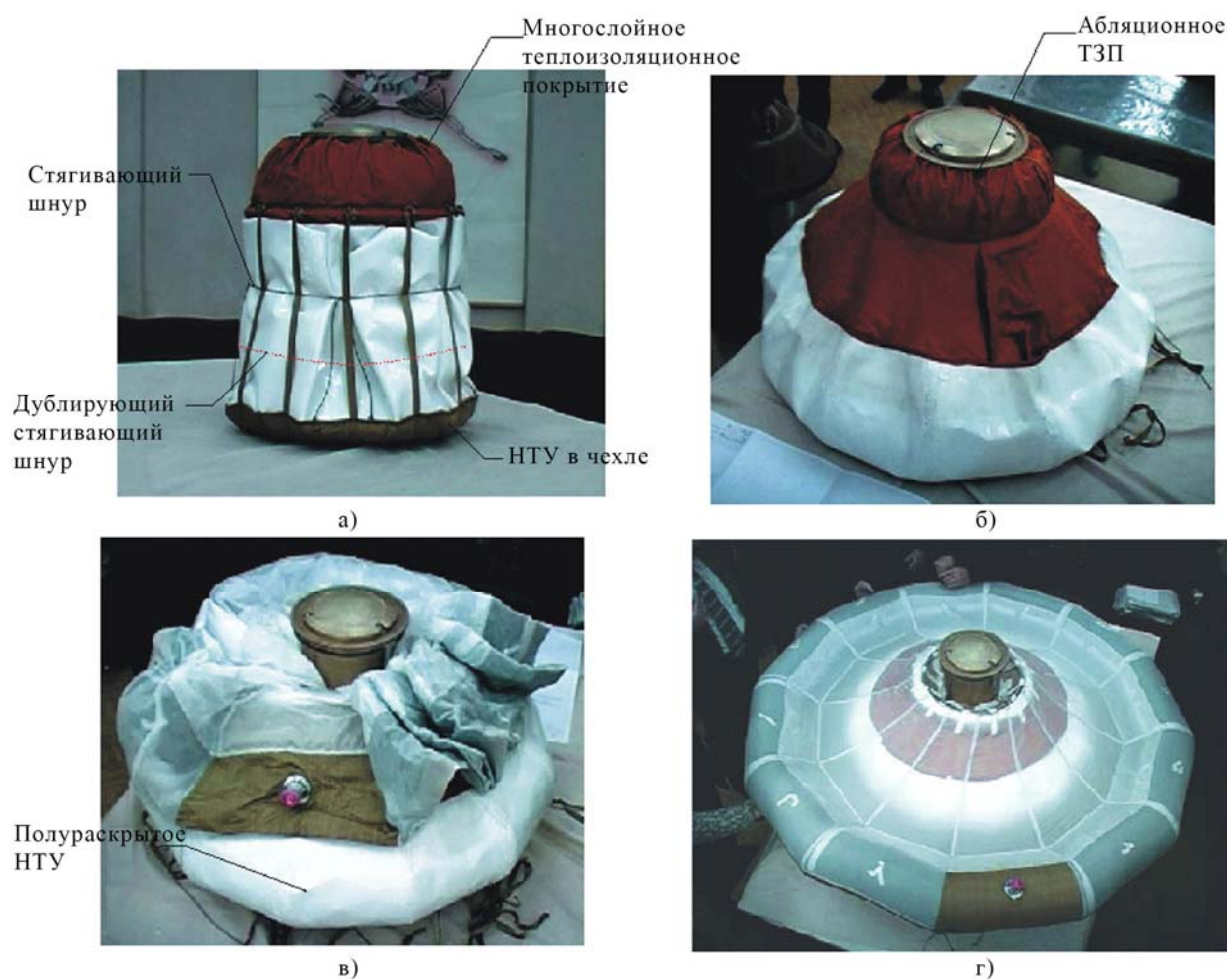 Многослойное
теплоизоляционное
покрытие
Абляционное
ТЗП
Стягивающий
шнур
Дублирующий
стягивающий
шнур
НТУ в чехле
а)
б)
Полураскрытое
НТУ
в)
г)